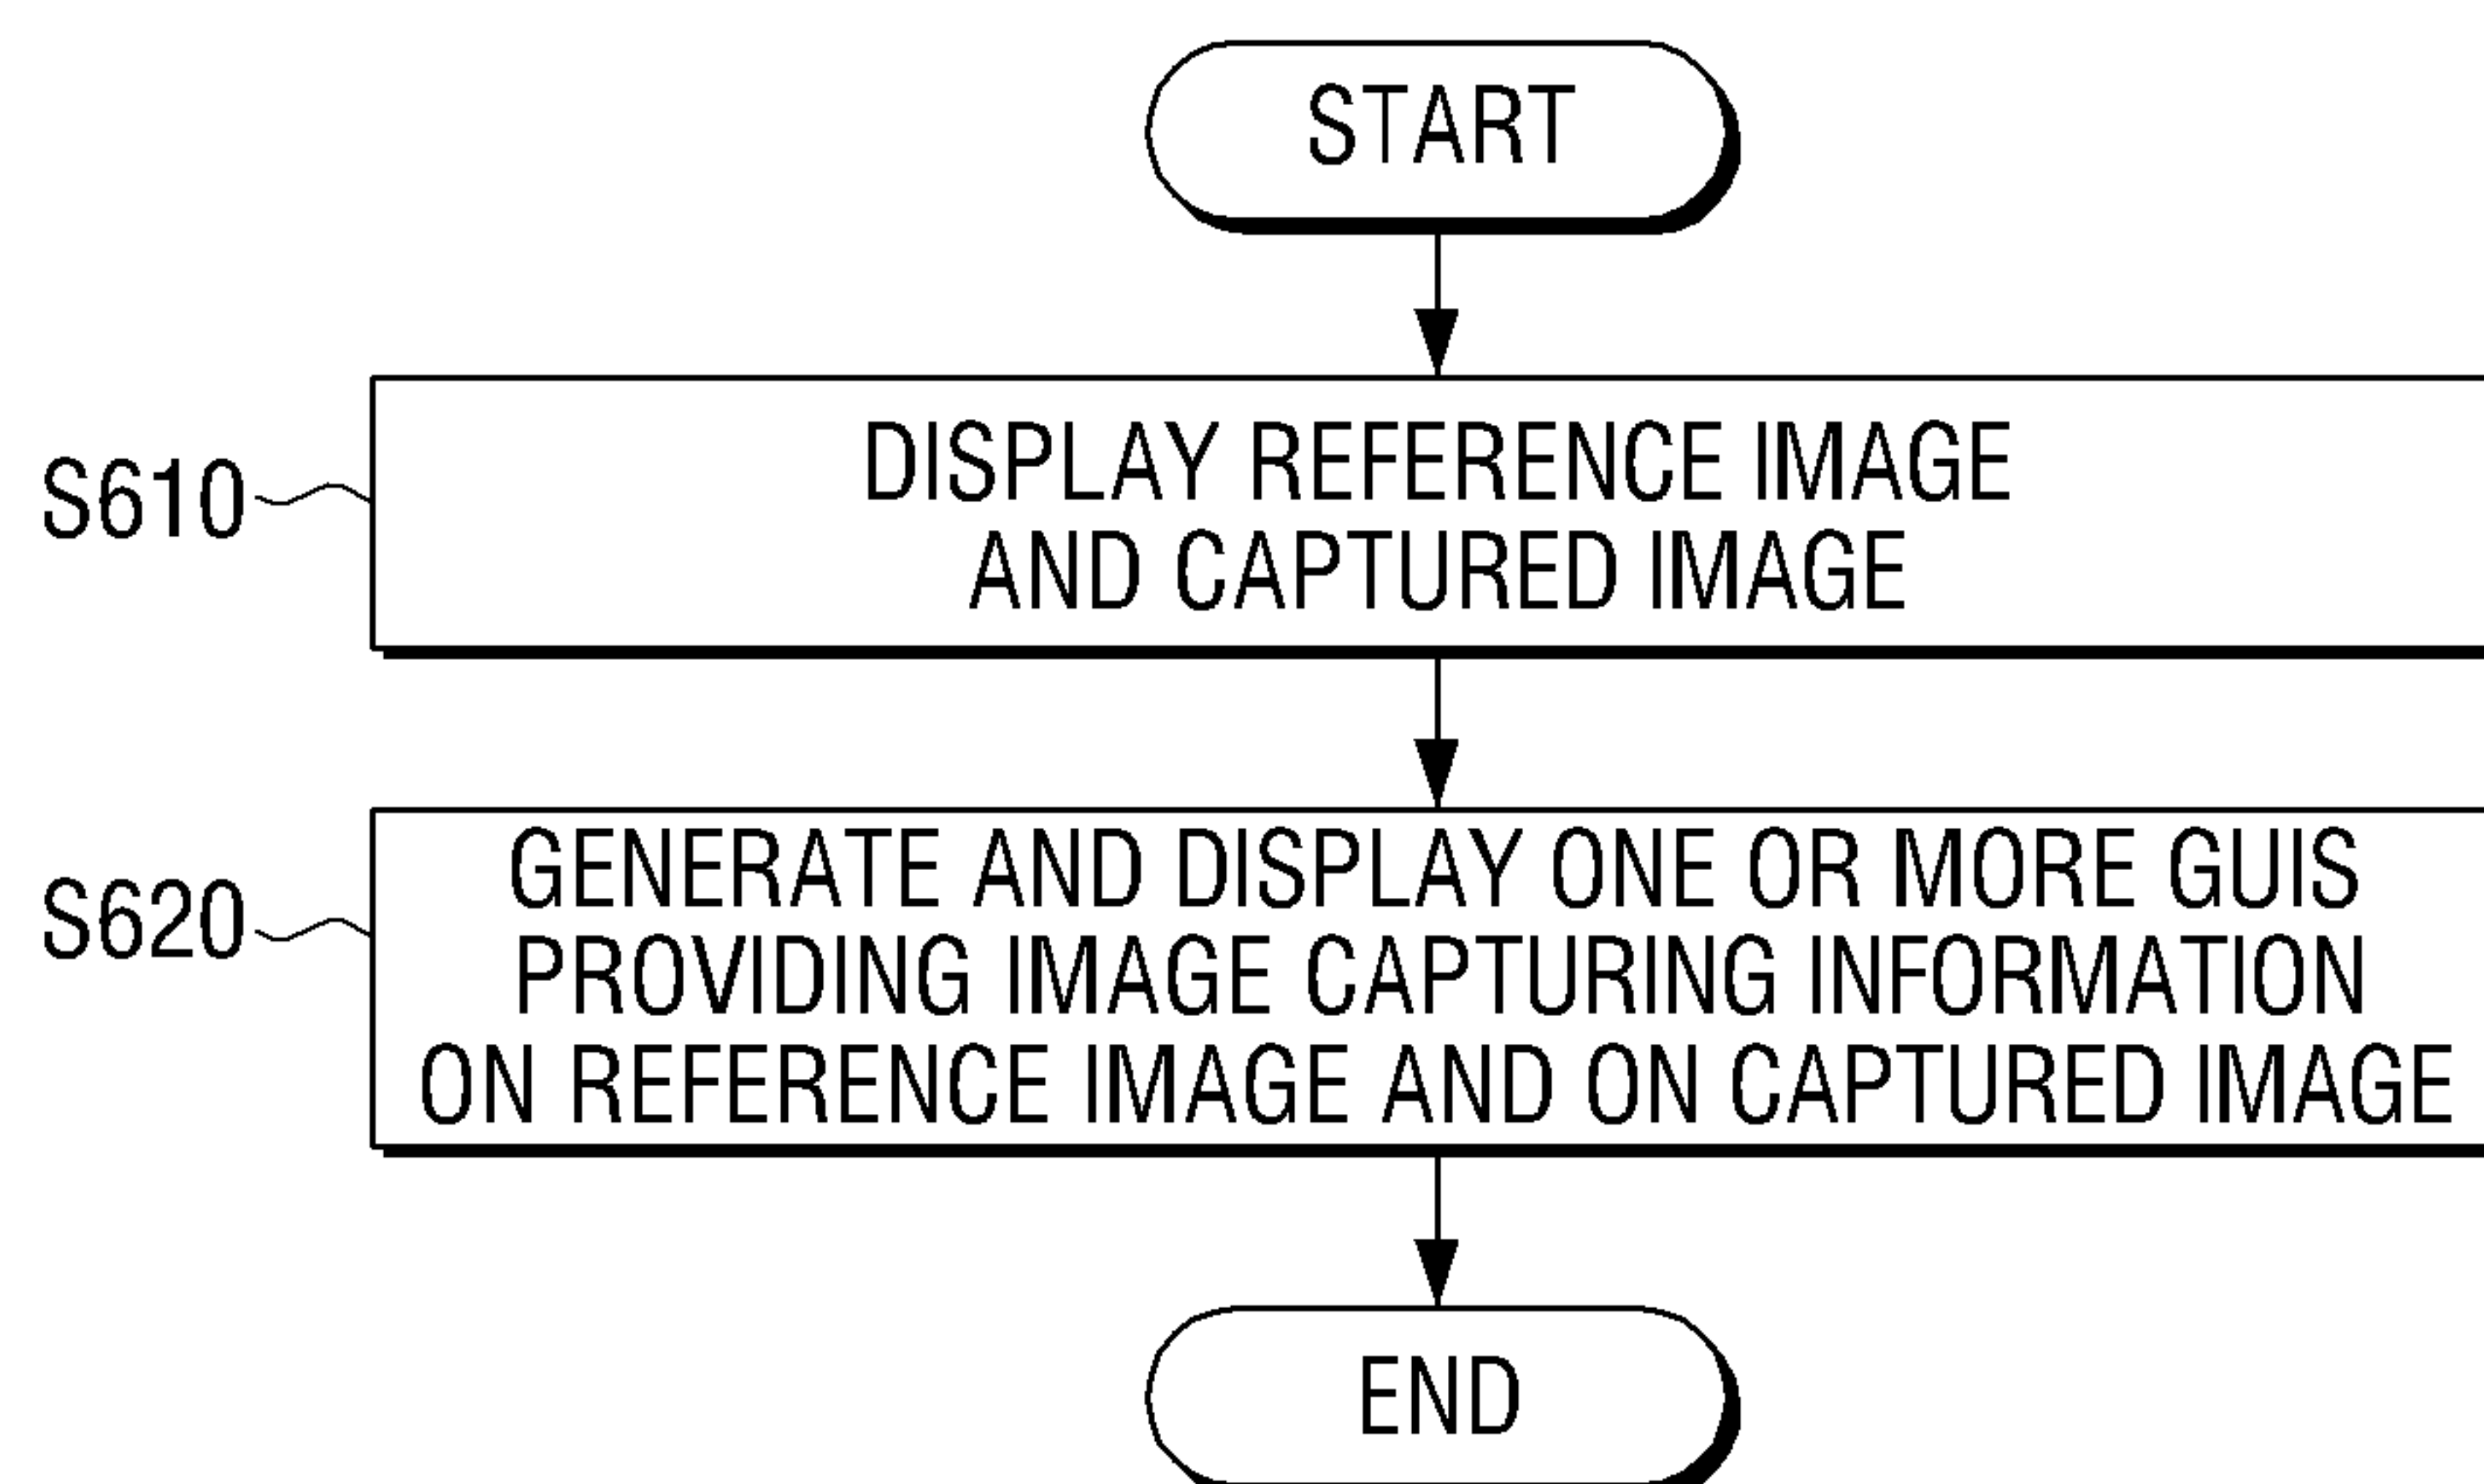 START
S610
DISPLAY REFERENCE IMAGE
AND CAPTURED IMAGE
S620
GENERATE AND DISPLAY ONE OR MORE GUIS
PROVIDING IMAGE CAPTURING INFORMATION
ON REFERENCE IMAGE AND ON CAPTURED IMAGE
END